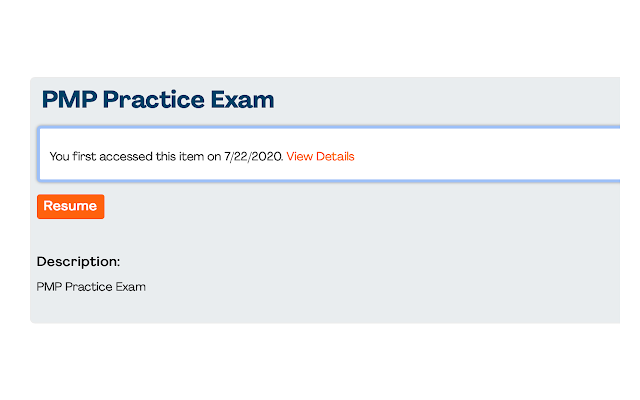 PMP Practice Exam
You first accessed this item on 7/22/2020. View Details
Resume
Description:
PMP Practice Exam